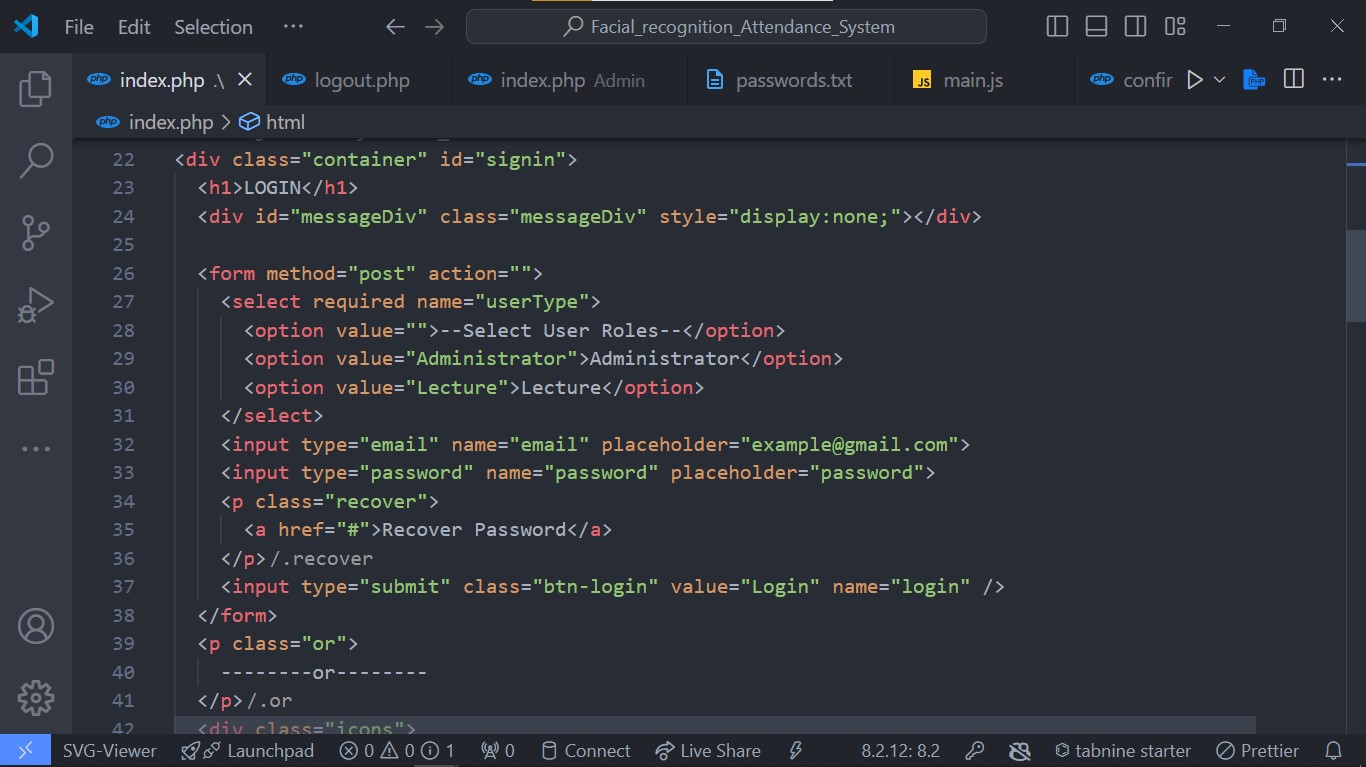 File Edit Selection ··· Facial_recognition_Attendance_System
php index.php .\ php logout.php php index.php Admin passwords.txt JS main.js php confir PHP ···
php index.php > html
22 <div class="container" id="signin">
23 <h1>LOGIN</h1>
24 <div id="messageDiv" class="messageDiv" style="display:none;"></div>
25
26 <form method="post" action="">
27 <select required name="userType">
28 <option value="">--Select User Roles--</option>
29 <option value="Administrator">Administrator</option>
30 <option value="Lecture">Lecture</option>
31 </select>
32 <input type="email" name="email" placeholder="example@gmail.com">
33 <input type="password" name="password" placeholder="password">
34 <p class="recover">
35 <a href="#">Recover Password</a>
36 </p>/.recover
37 <input type="submit" class="btn-login" value="Login" name="login" />
38 </form>
39 <p class="or">
40 --------or--------
41 </p>/.or
42 <div class="icons">
SVG-Viewer Launchpad 0 0 1 0 Connect Live Share 8.2.12: 8.2 tabnine starter Prettier